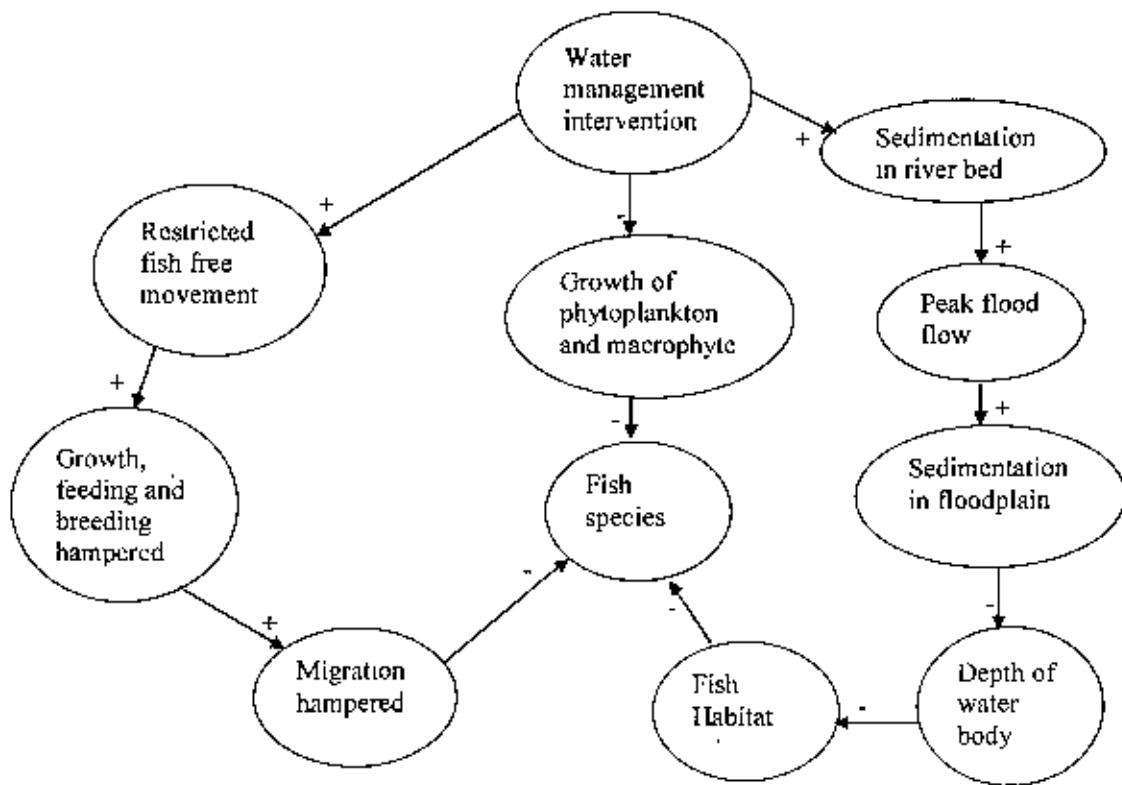 Water
management
intervention
+
+
Sedimentation
in river bed
-
+
Restricted
fish free
movement
Growth of
phytoplankton
and macrophyte
Peak flood
flow
+
-
+
Growth,
feeding and
breeding
hampered
Fish
species
Sedimentation
in floodplain
+
-
-
-
Migration
hampered
Fish
Habitat
-
Depth of
water
body